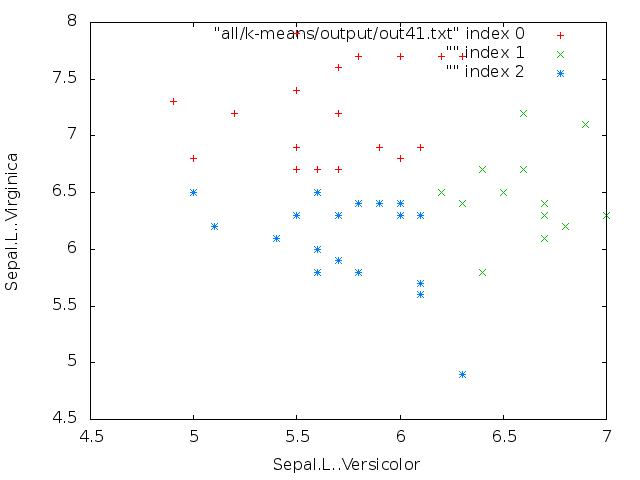 "all/k-means/output/out41.txt" index 0
"" index 1
"" index 2
8
7.5
7
6.5
6
5.5
5
4.5
Sepal.L..Virginica
4.5 5 5.5 6 6.5 7
Sepal.L..Versicolor